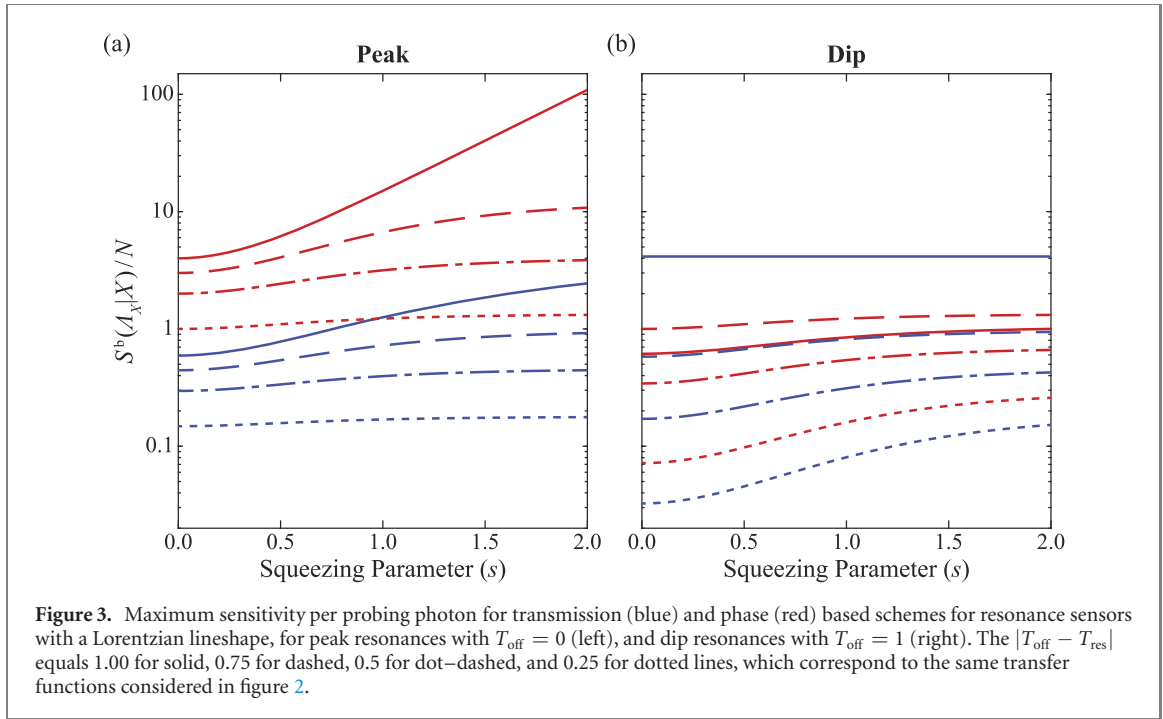 (a)
Peak
(b)
Dip
100
10
1
0.1
S^b(Λ_X|X)/N
0.0
0.5
1.0
1.5
2.0
0.0
0.5
1.0
1.5
2.0
Squeezing Parameter (s)
Squeezing Parameter (s)
Figure 3. Maximum sensitivity per probing photon for transmission (blue) and phase (red) based schemes for resonance sensors
with a Lorentzian lineshape, for peak resonances with T_off = 0 (left), and dip resonances with T_off = 1 (right). The |T_off − T_res|
equals 1.00 for solid, 0.75 for dashed, 0.5 for dot–dashed, and 0.25 for dotted lines, which correspond to the same transfer
functions considered in figure 2.